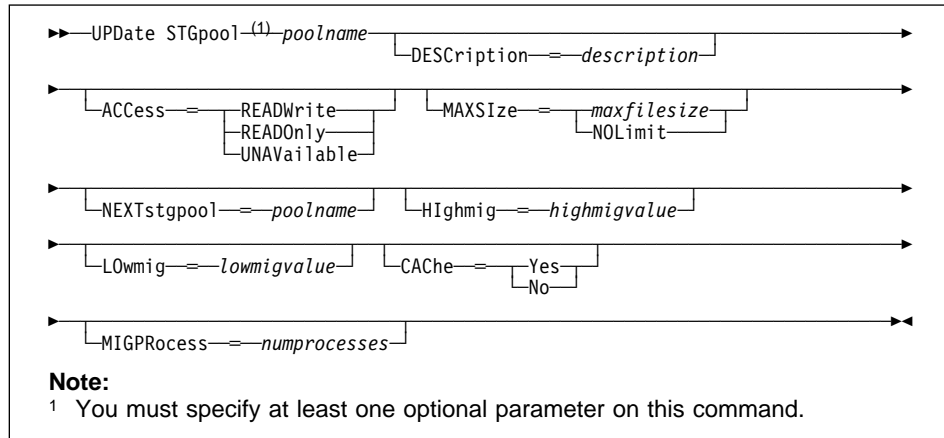 UPDate STGpool (1) poolname
DESCription = description
ACCess = READWrite
READOnly
UNAVailable
MAXSIze = maxfilesize
NOLimit
NEXTstgpool = poolname HIghmig = highmigvalue
LOwmig = lowmigvalue CAChe = Yes
No
MIGPRocess = numprocesses
Note:
1 You must specify at least one optional parameter on this command.